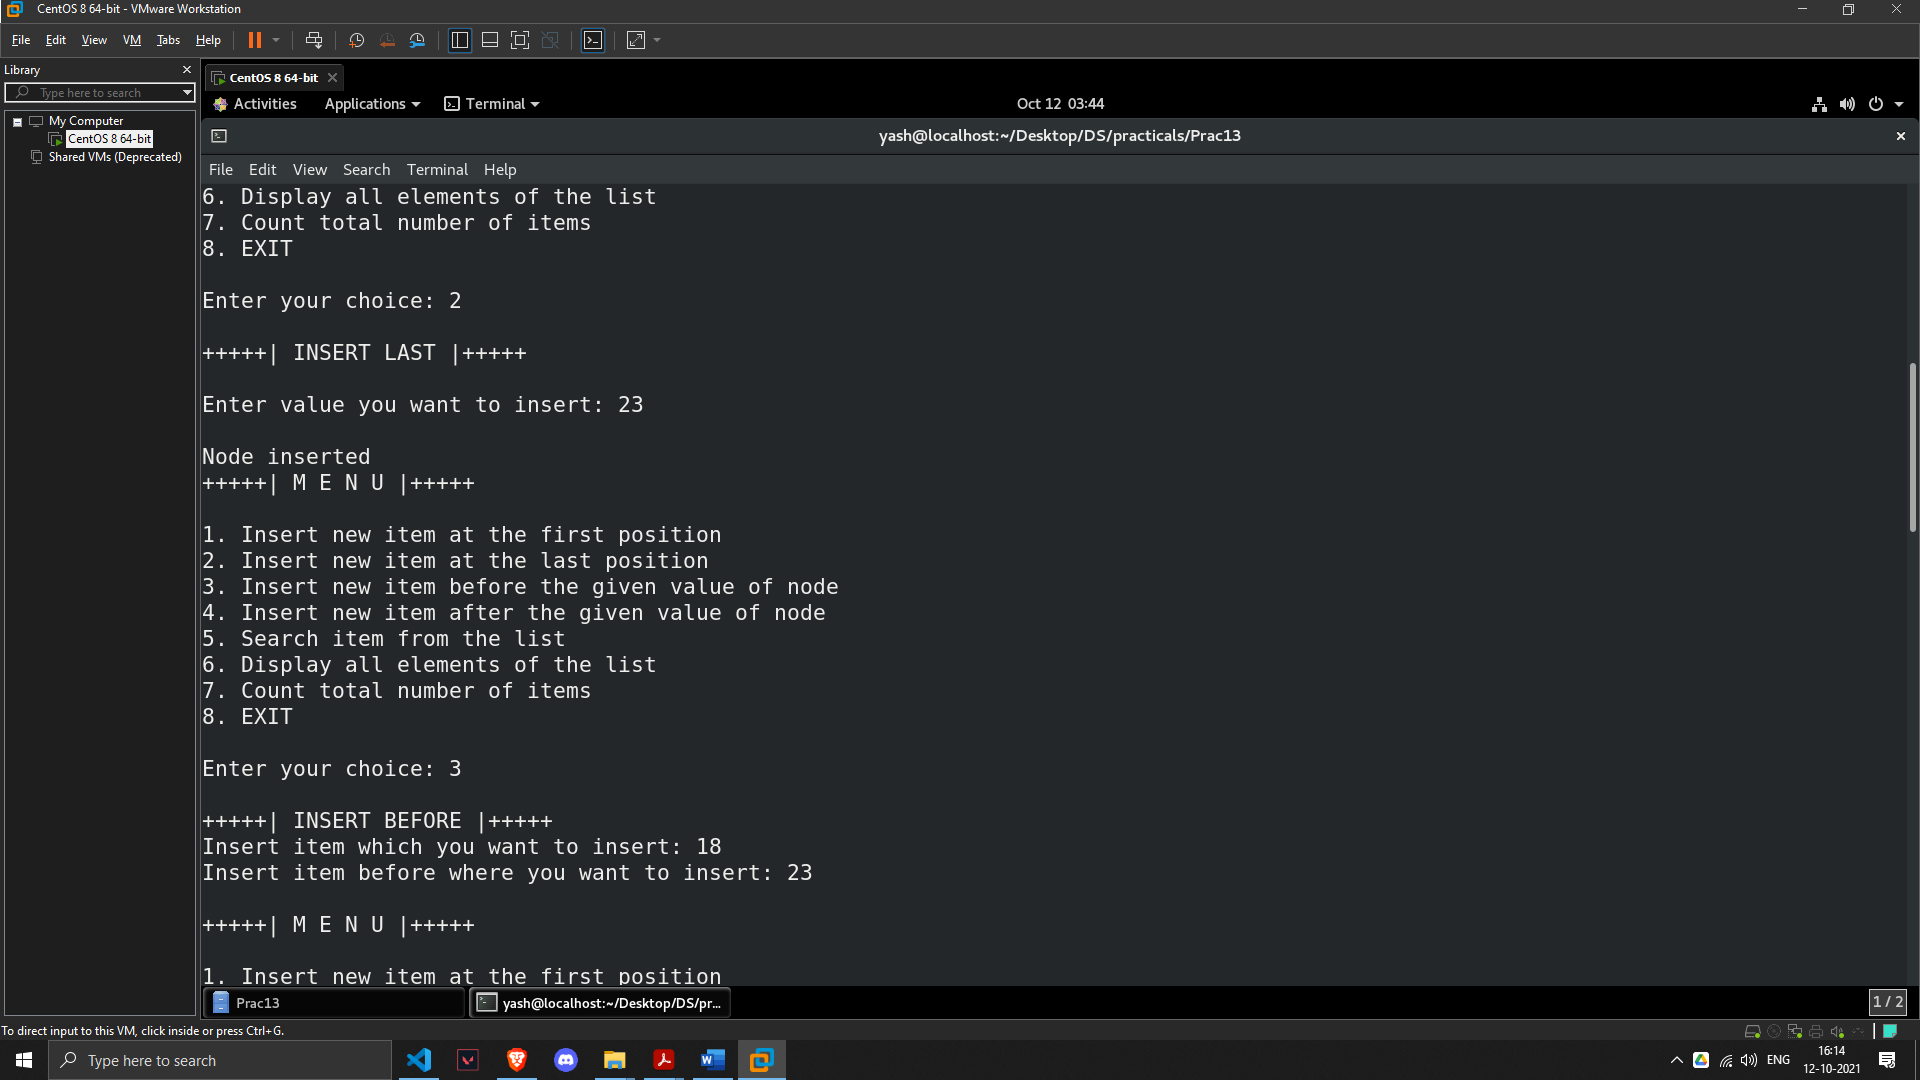 CentOS 8 64-bit - VMware Workstation
File Edit View VM Tabs Help
Library
Type here to search
My Computer
CentOS 8 64-bit
Shared VMs (Deprecated)
CentOS 8 64-bit
Activities Applications Terminal Oct 12 03:44
yash@localhost:~/Desktop/DS/practicals/Prac13
File Edit View Search Terminal Help
6. Display all elements of the list
7. Count total number of items
8. EXIT
Enter your choice: 2
+++++| INSERT LAST |+++++
Enter value you want to insert: 23
Node inserted
+++++| M E N U |+++++
1. Insert new item at the first position
2. Insert new item at the last position
3. Insert new item before the given value of node
4. Insert new item after the given value of node
5. Search item from the list
6. Display all elements of the list
7. Count total number of items
8. EXIT
Enter your choice: 3
+++++| INSERT BEFORE |+++++
Insert item which you want to insert: 18
Insert item before where you want to insert: 23
+++++| M E N U |+++++
1. Insert new item at the first position
Prac13 yash@localhost:~/Desktop/DS/pr... 1 / 2
To direct input to this VM, click inside or press Ctrl+G.
Type here to search ENG 16:14
12-10-2021